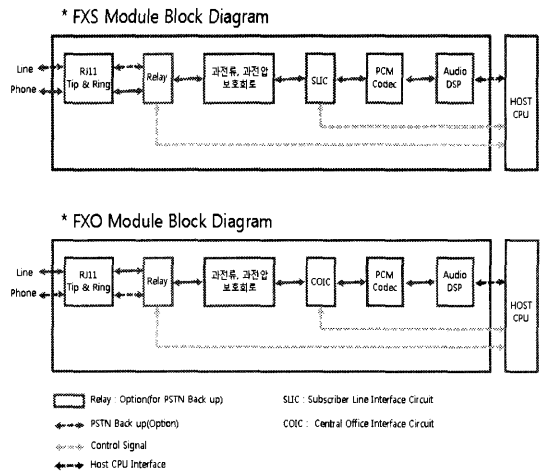 * FXS Module Block Diagram
Line
Phone
RJ11
Tip & Ring
Relay
과전류, 과전압
보호회로
SLIC
PCM
Codec
Audio
DSP
HOST
CPU
* FXO Module Block Diagram
Line
Phone
RJ11
Tip & Ring
Relay
과전류, 과전압
보호회로
COIC
PCM
Codec
Audio
DSP
HOST
CPU
Relay : Option(for PSTN Back up)
SLIC : Subscriber Line Interface Circuit
PSTN Back up(Option)
COIC : Central Office Interface Circuit
Control Signal
Host CPU Interface